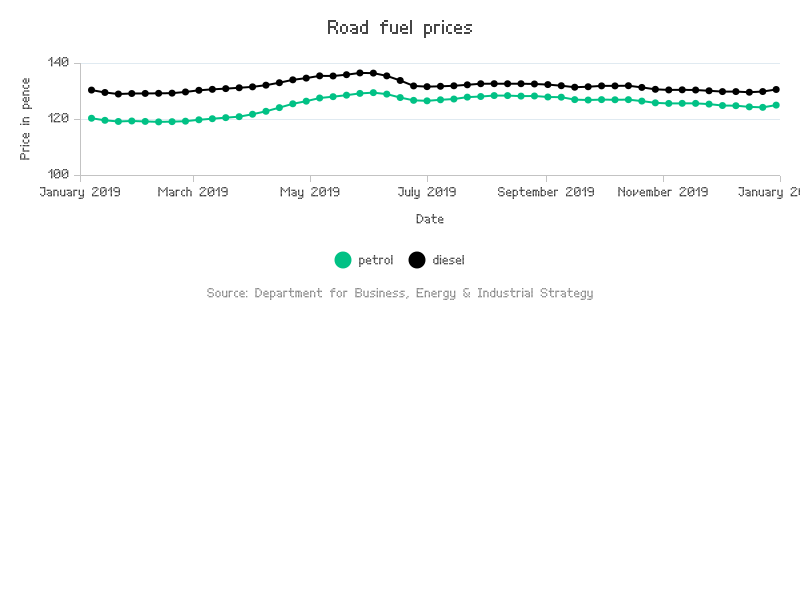 Road fuel prices
140
120
100
Price in pence
January 2019 March 2019 May 2019 July 2019 September 2019 November 2019 January 2
Date
petrol diesel
Source: Department for Business, Energy & Industrial Strategy